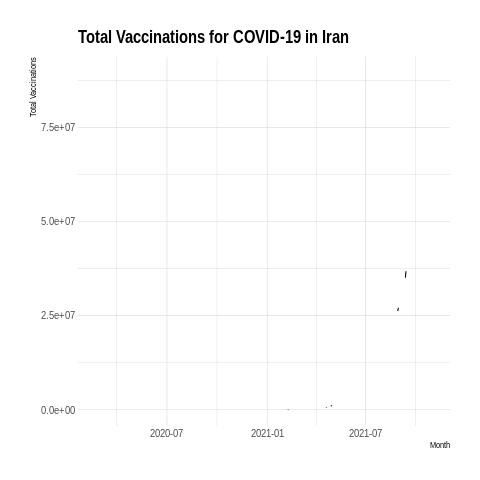 Total Vaccinations for COVID-19 in Iran
Total Vaccinations
7.5e+07
5.0e+07
2.5e+07
0.0e+00
2020-07
2021-01
2021-07
Month